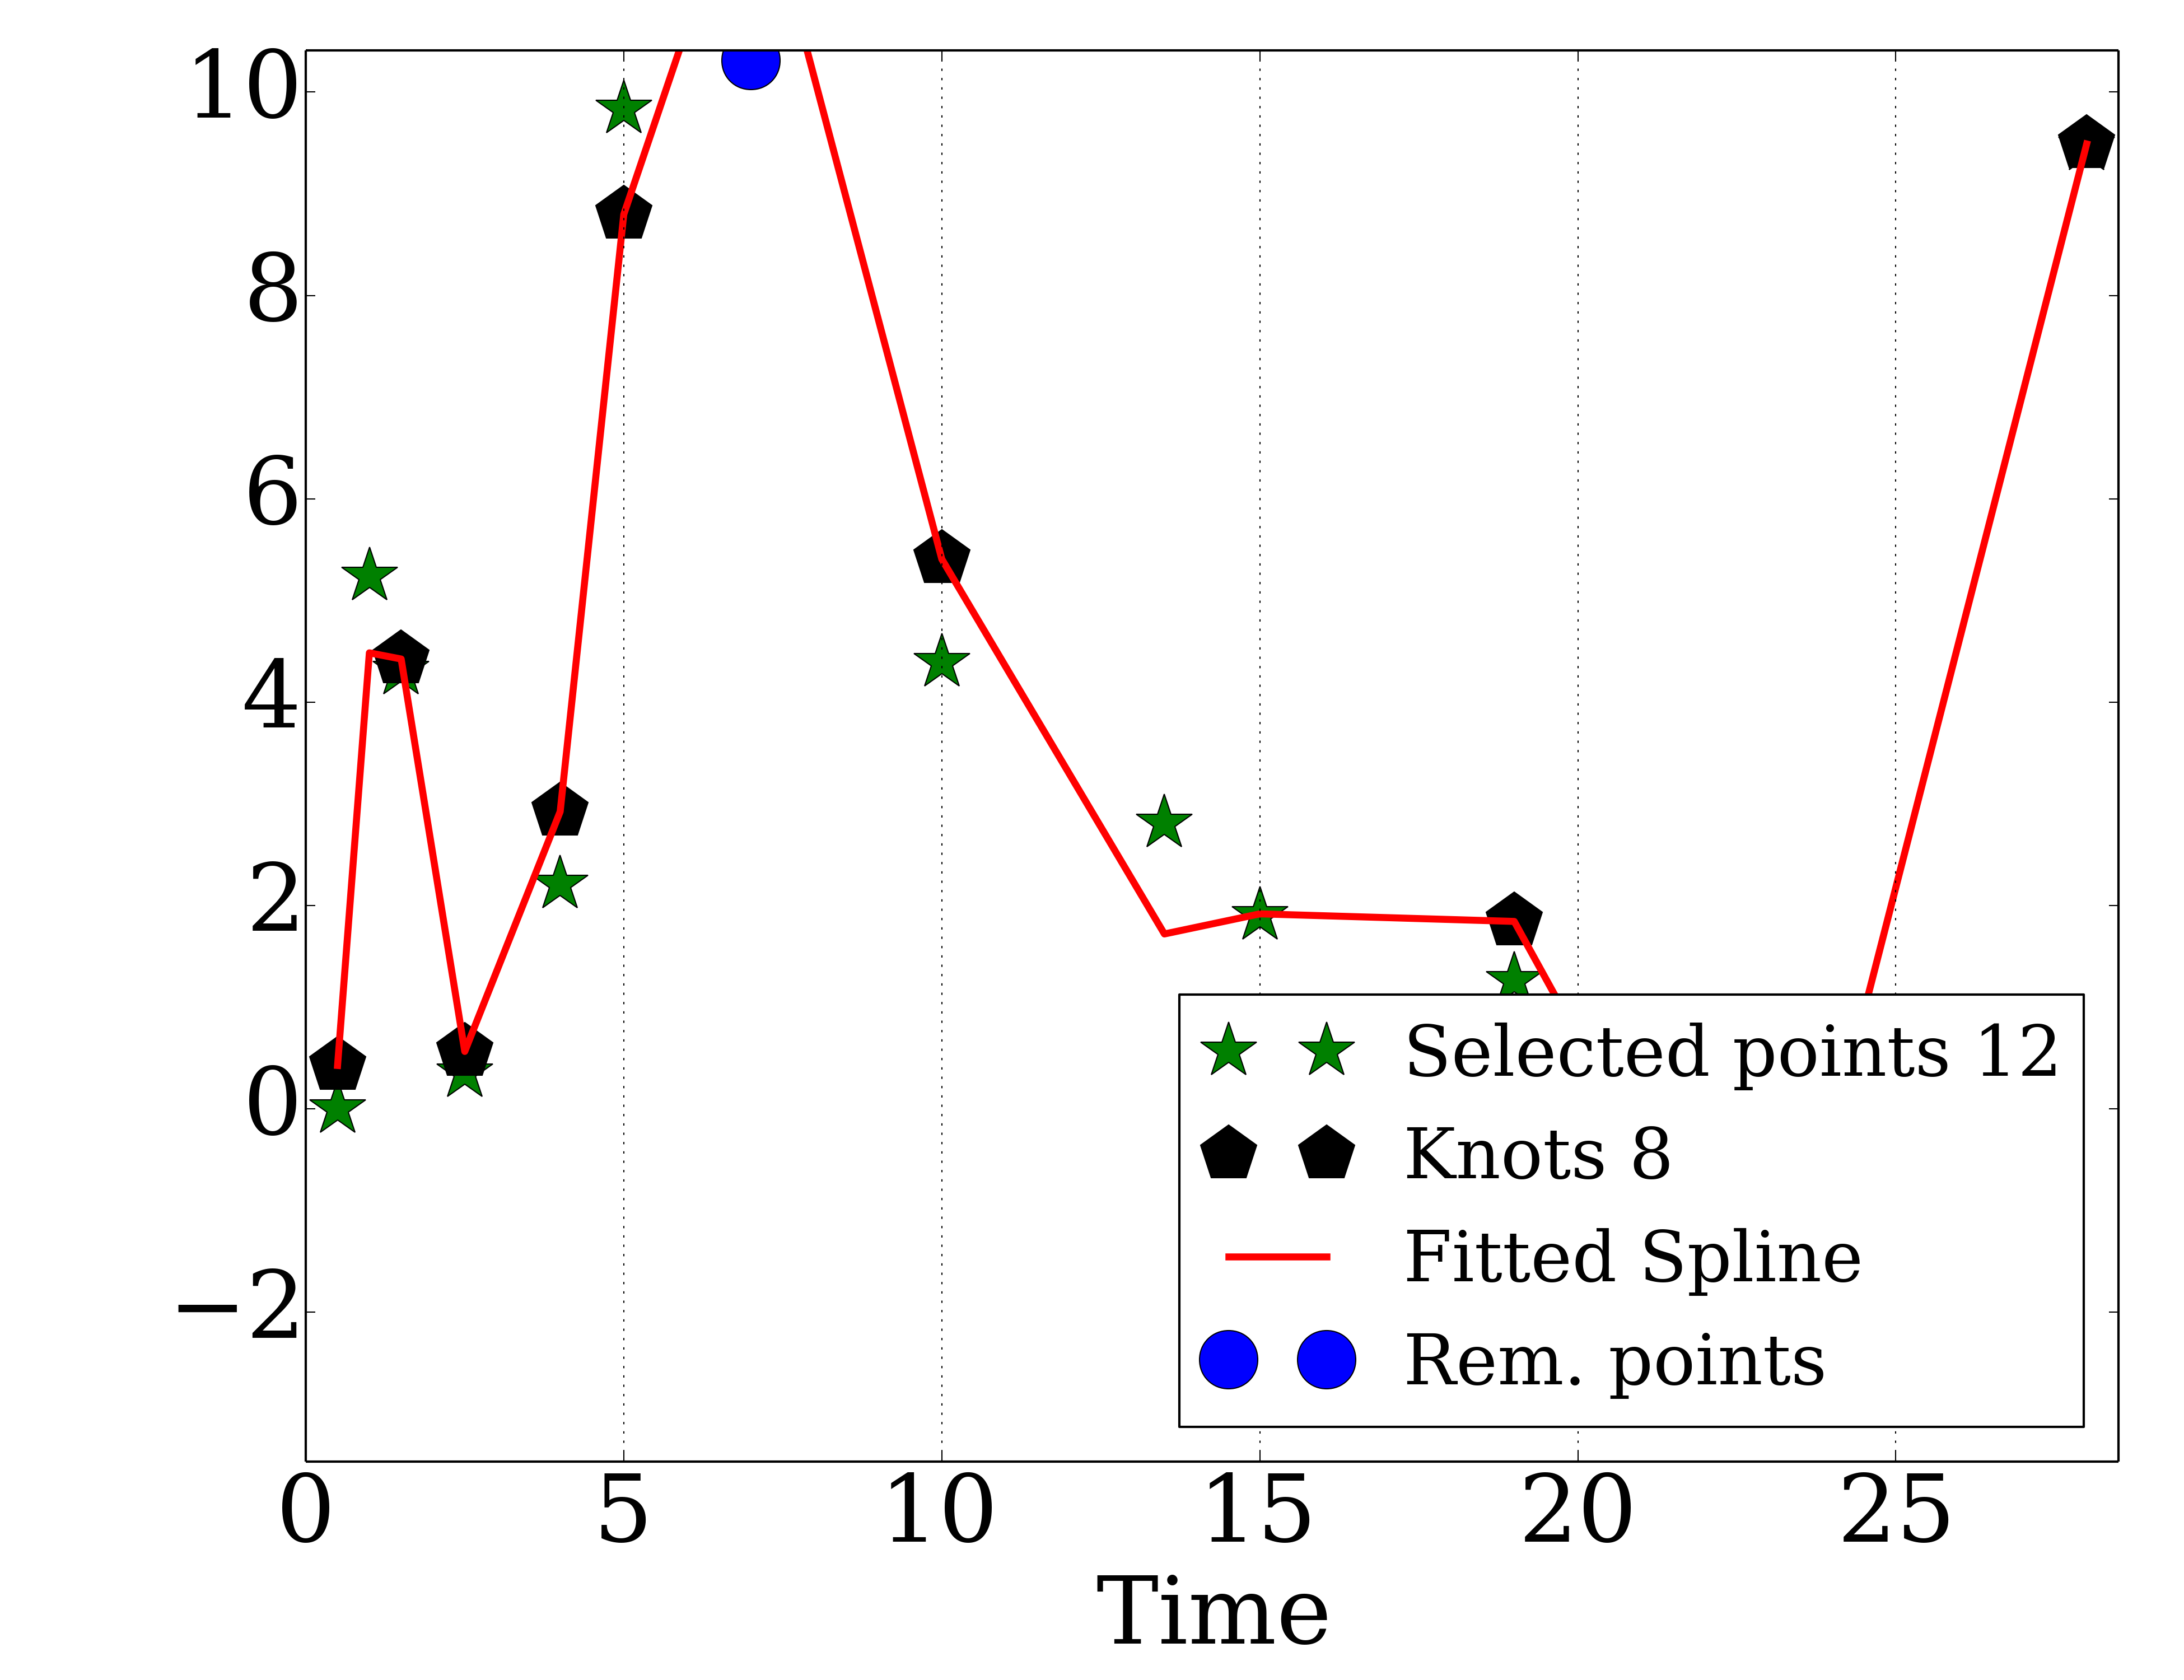 10
8
6
4
2
0
−2
0 5 10 15 20 25
Time
Selected points 12
Knots 8
Fitted Spline
Rem. points